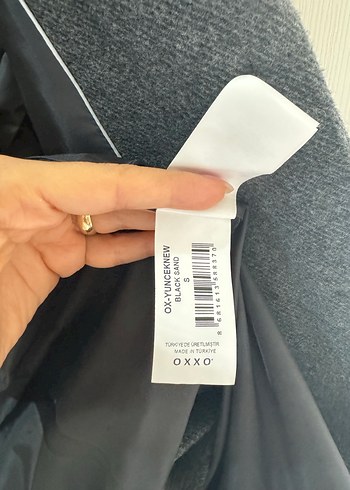 OX-YUNCEKNEW
BLACK SAND
S
TÜRKİYE'DE ÜRETİLMİŞTİR.
MADE IN TÜRKİYE
OXXO